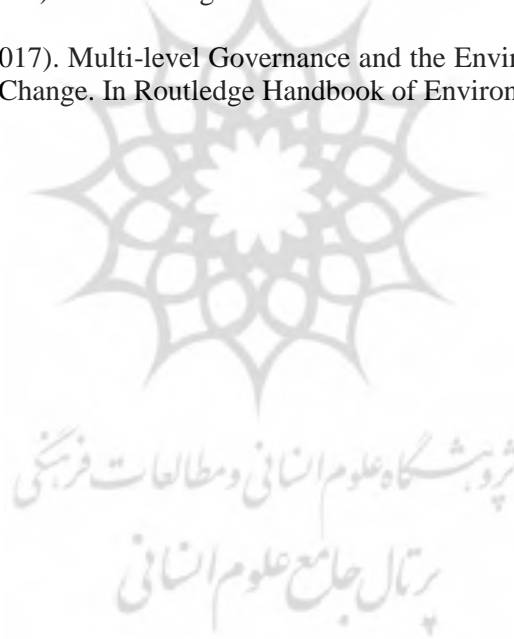 017). Multi-level Governance and the Envir
Change. In Routledge Handbook of Environ
پژوهشگاه علوم انسانی و مطالعات فرهنگی
پرتال جامع علوم انسانی